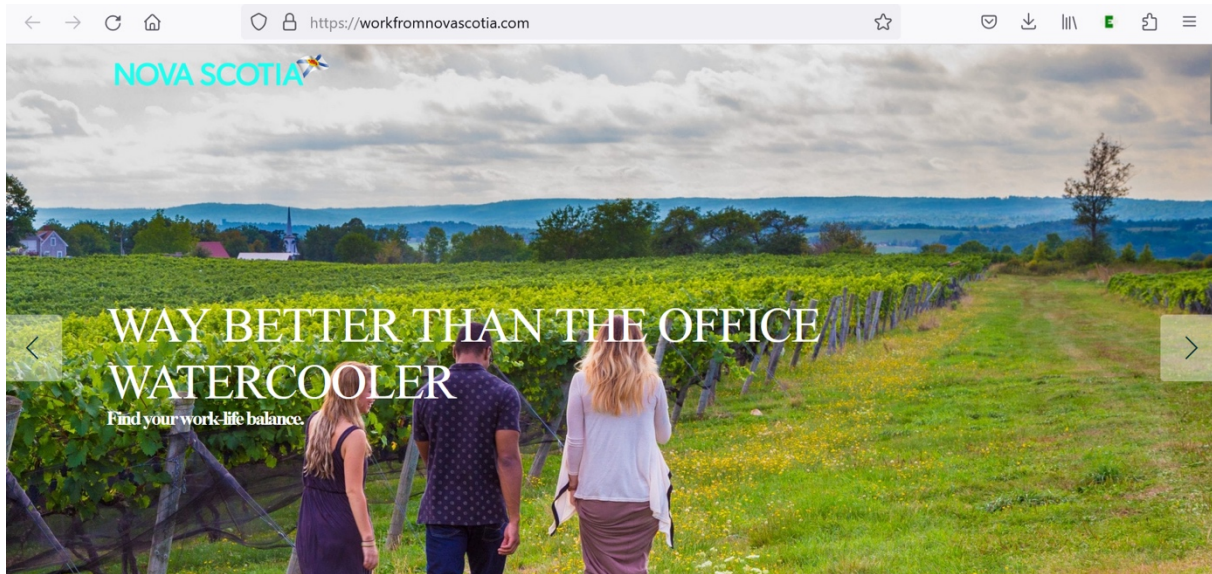 https://workfromnovascotia.com
NOVA SCOTIA
WAY BETTER THAN THE OFFICE
WATERCOOLER
Find your work-life balance.